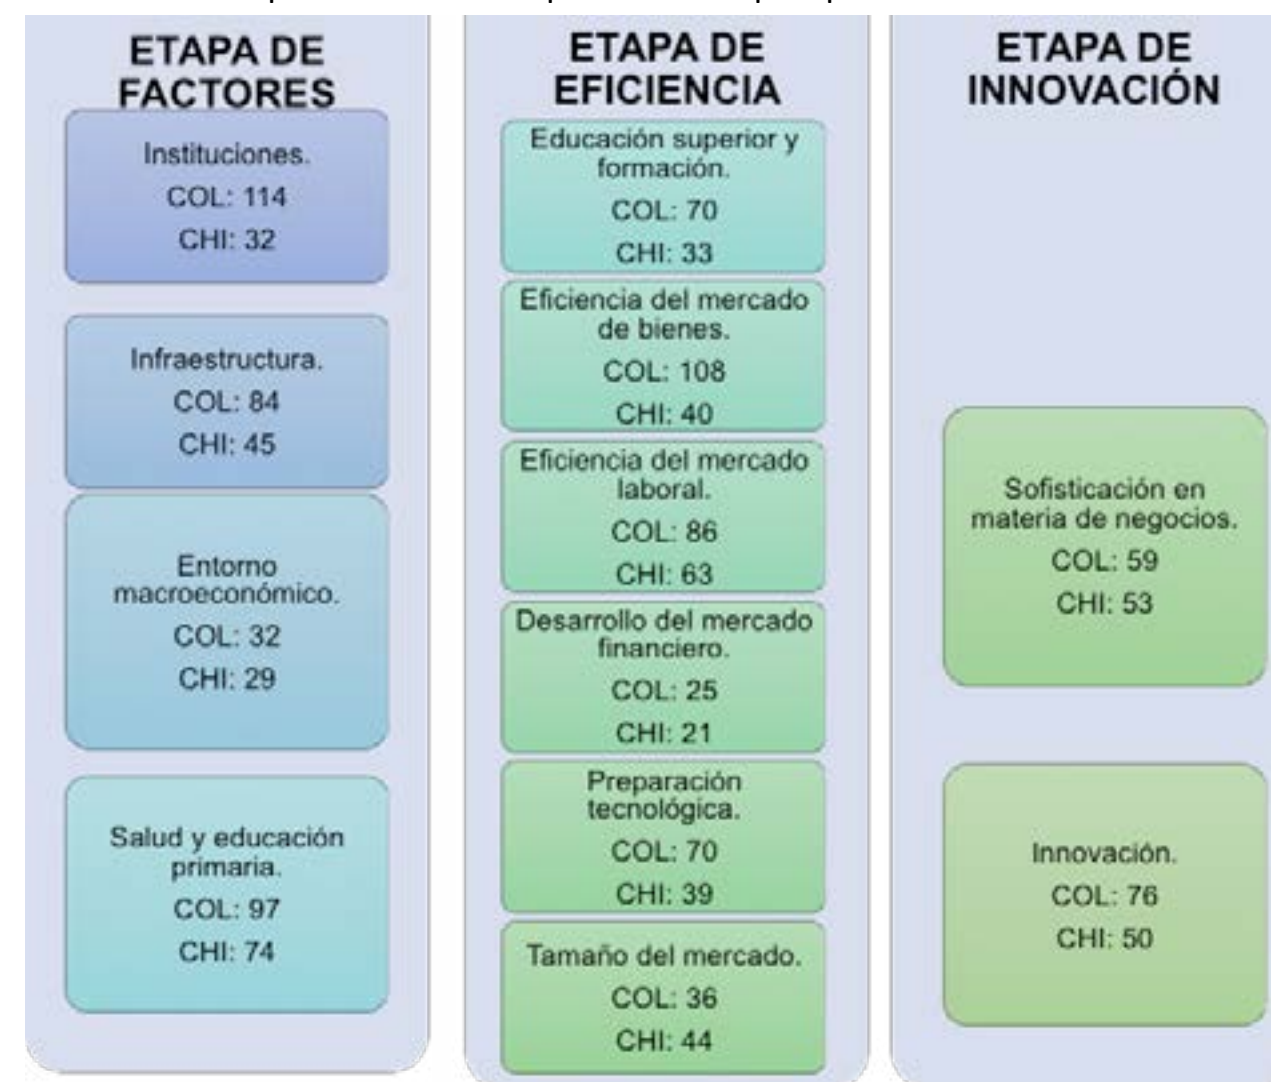 ETAPA DE
FACTORES
Instituciones.
COL: 114
CHI: 32
Infraestructura.
COL: 84
CHI: 45
Entorno
macroeconómico.
COL: 32
CHI: 29
Salud y educación
primaria.
COL: 97
CHI: 74
ETAPA DE
EFICIENCIA
Educación superior y
formación.
COL: 70
CHI: 33
Eficiencia del mercado
de bienes.
COL: 108
CHI: 40
Eficiencia del mercado
laboral.
COL: 86
CHI: 63
Desarrollo del mercado
financiero.
COL: 25
CHI: 21
Preparación
tecnológica.
COL: 70
CHI: 39
Tamaño del mercado.
COL: 36
CHI: 44
ETAPA DE
INNOVACIÓN
Sofisticación en
materia de negocios.
COL: 59
CHI: 53
Innovación.
COL: 76
CHI: 50